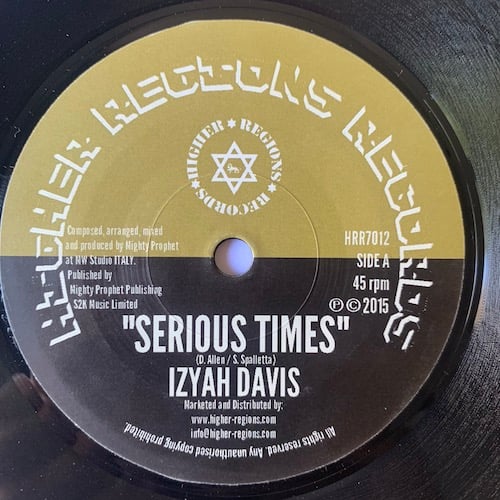 HIGHER REGIONS RECORDS
HIGHER ★ REGIONS
★ RECORDS ★
Composed, arranged, mixed
and produced by Mighty Prophet
at MW Studio ITALY.
Published by
Mighty Prophet Publishing
S2K Music Limited
HRR7012
SIDE A
45 rpm
Ⓟ © 2015
"SERIOUS TIMES"
(D. Allen / S. Spalletta)
IZYAH DAVIS
Marketed and Distributed by:
www.higher-regions.com
info@higher-regions.com
All rights reserved. Any unauthorised copying prohibited.